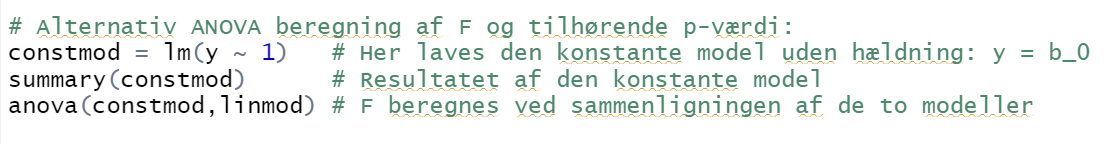 # Alternativ ANOVA beregning af F og tilhørende p-værdi:
constmod = lm(y ~ 1)   # Her laves den konstante model uden hældning: y = b_0
summary(constmod)      # Resultatet af den konstante model
anova(constmod,linmod) # F beregnes ved sammenligningen af de to modeller